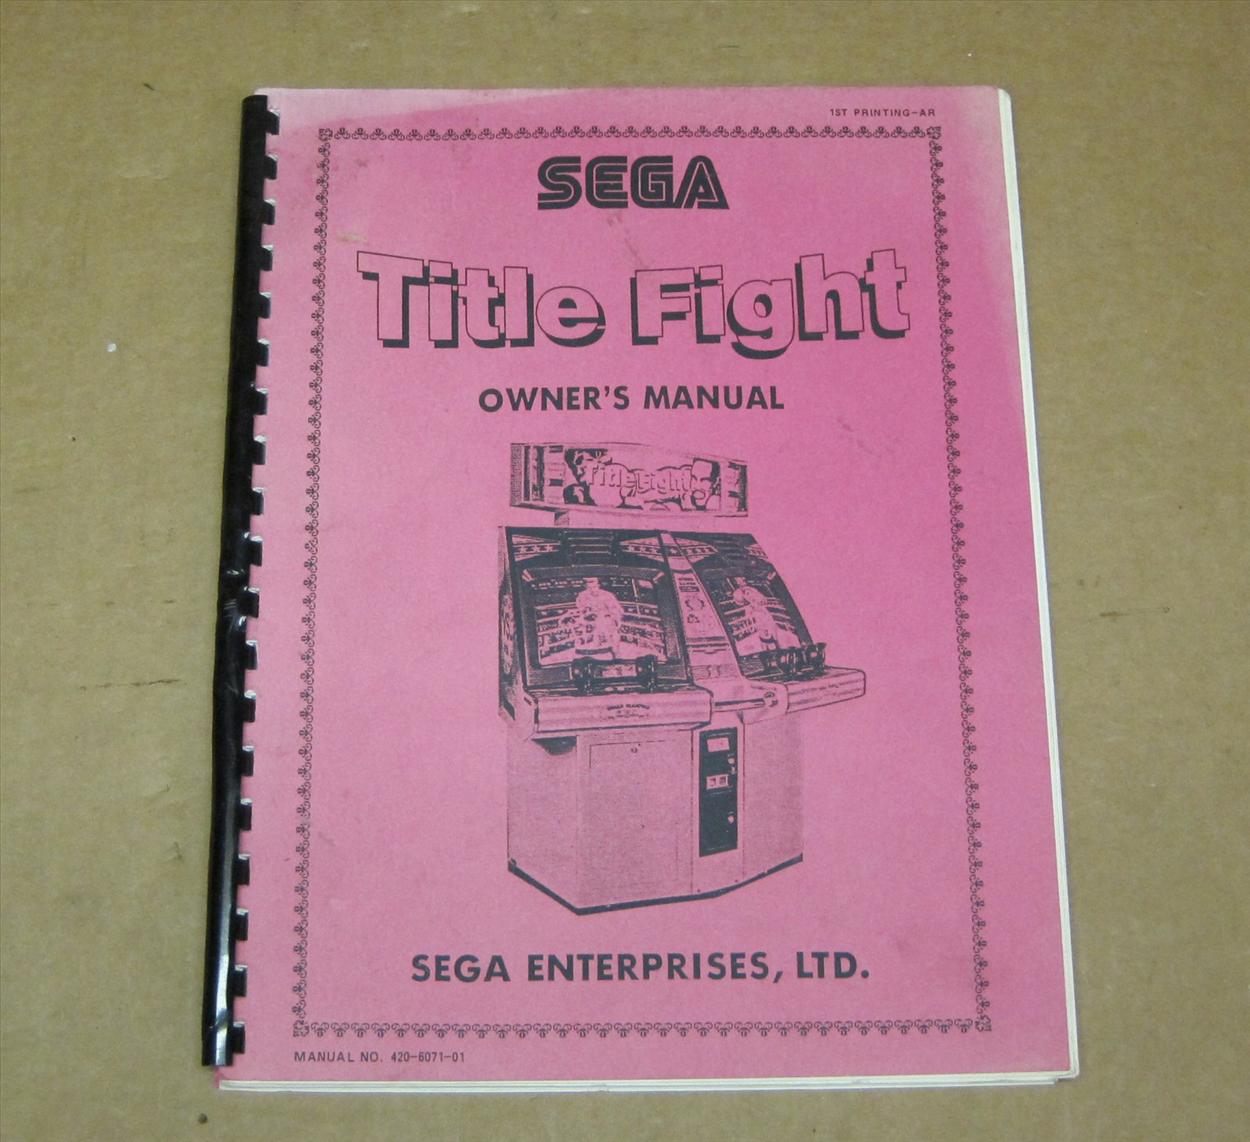 1ST PRINTING-AR
SEGA
Title Fight
OWNER'S MANUAL
Title Fight
SEGA ENTERPRISES, LTD.
MANUAL NO. 420-6071-01